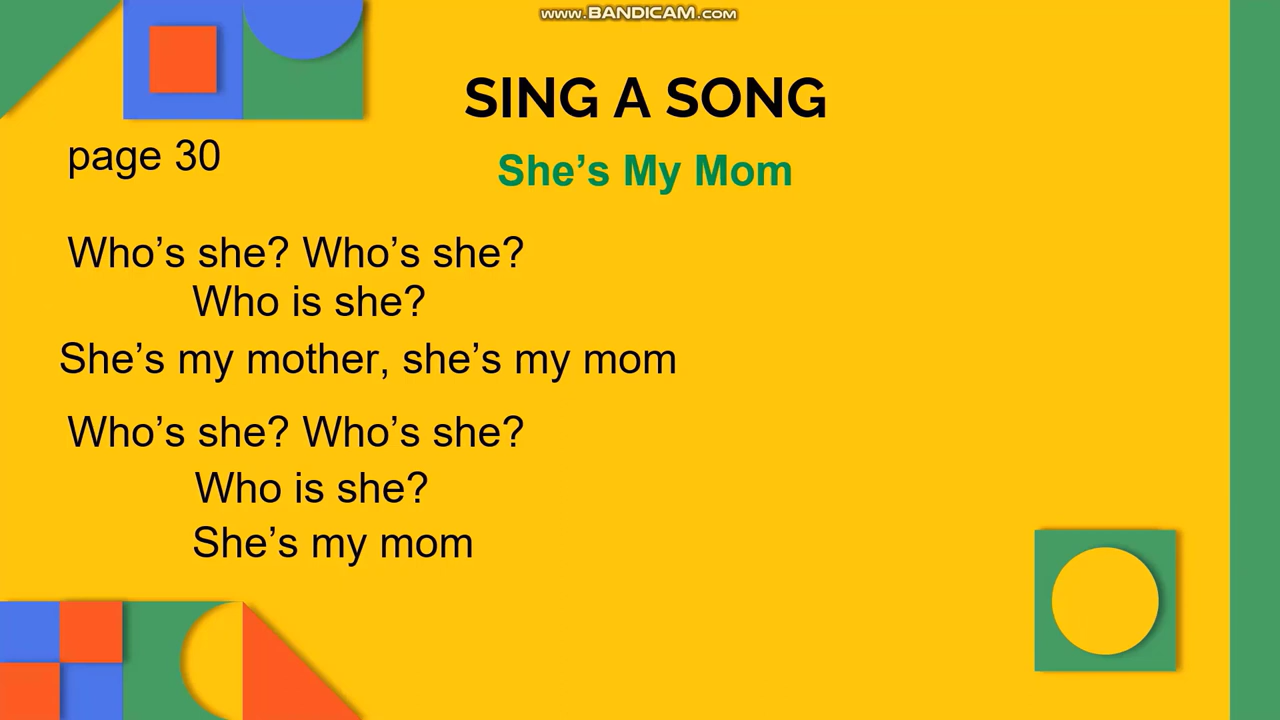 www.BANDICAM.com
SING A SONG
page 30
She's My Mom
Who's she? Who's she?
Who is she?
She's my mother, she's my mom
Who's she? Who's she?
Who is she?
She's my mom